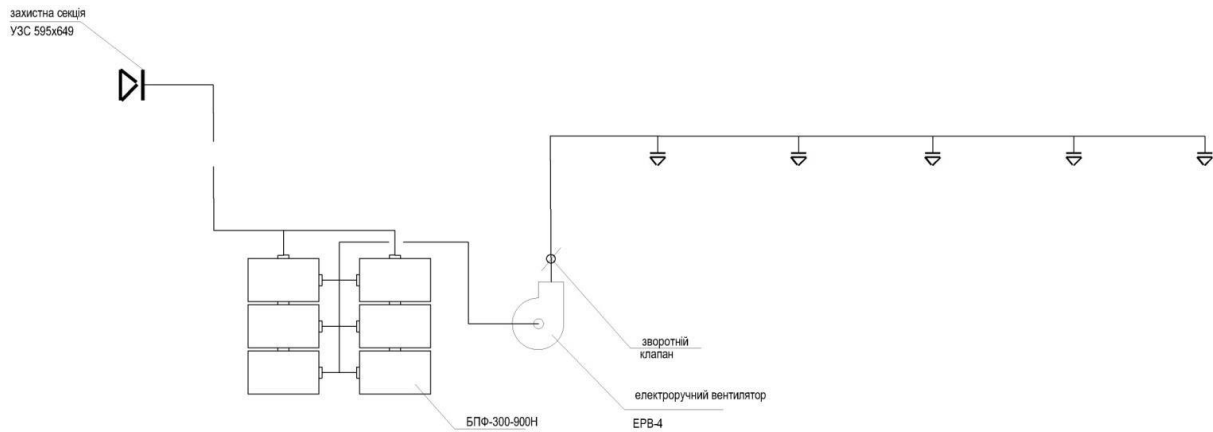 захистна секція
УЗС 595х649
зворотній
клапан
електроручний вентилятор
БПФ-300-900Н
ЕРВ-4